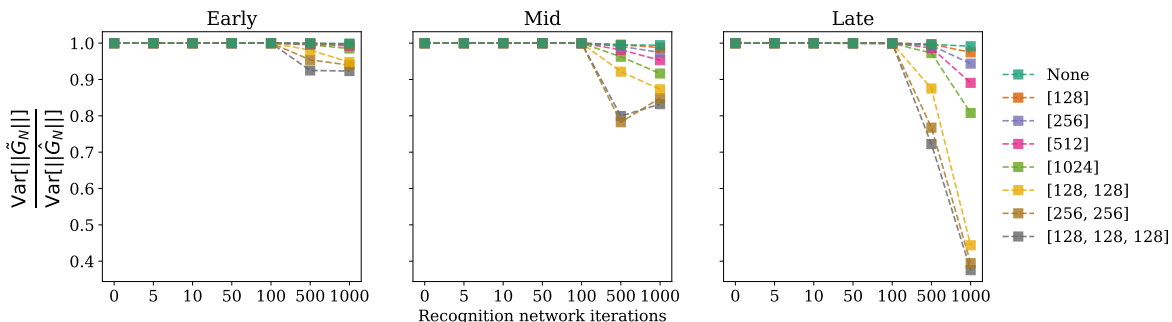 Early
Mid
Late
Var[||G̃_N||]
Var[||Ĝ_N||]
1.0
0.9
0.8
0.7
0.6
0.5
0.4
0 5 10 50 100 500 1000
0 5 10 50 100 500 1000
0 5 10 50 100 500 1000
Recognition network iterations
None
[128]
[256]
[512]
[1024]
[128, 128]
[256, 256]
[128, 128, 128]